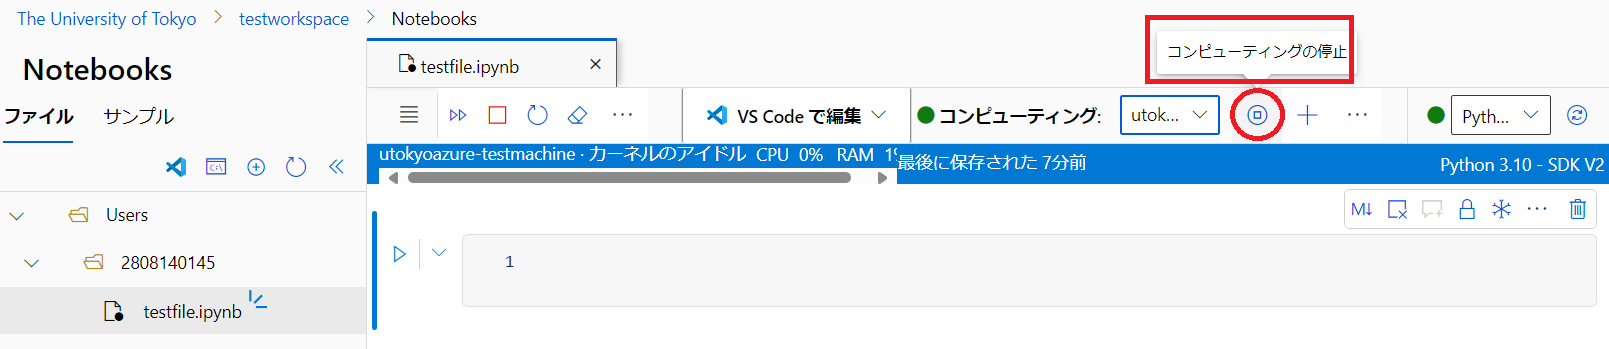 The University of Tokyo > testworkspace > Notebooks
コンピューティングの停止
Notebooks
testfile.ipynb ×
ファイル サンプル
VS Code で編集
コンピューティング:
utok...
Pyth...
utokyoazure-testmachine · カーネルのアイドル CPU 0% RAM 1%
最後に保存された 7分前
Python 3.10 - SDK V2
Users
M↓
2808140145
1
testfile.ipynb